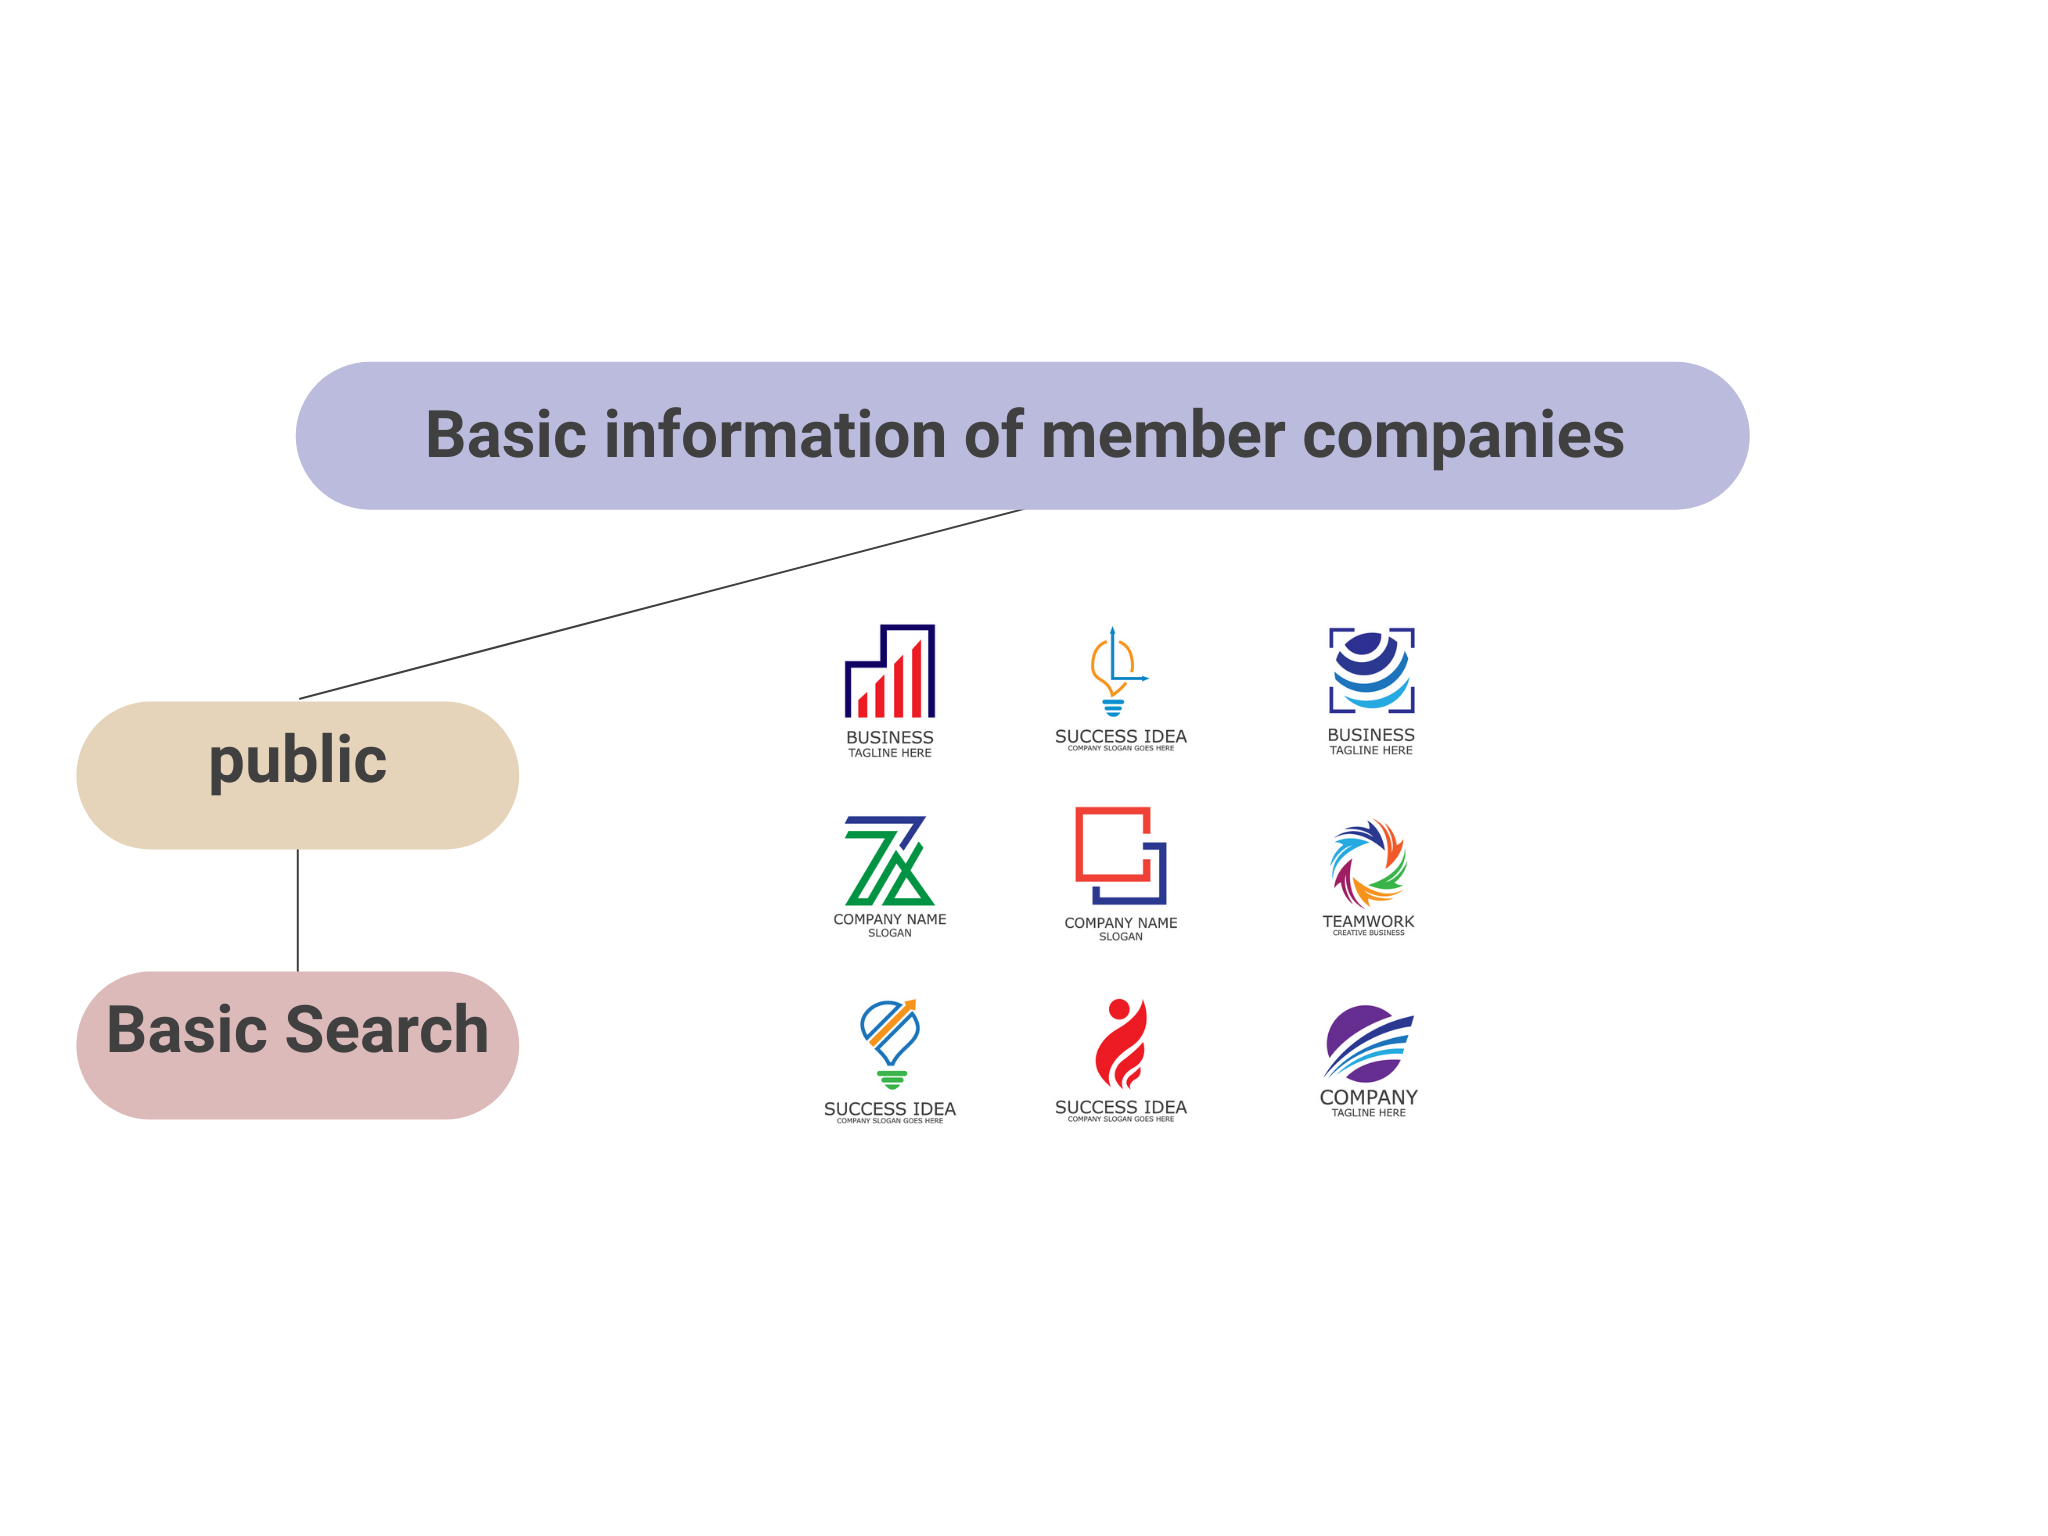 Basic information of member companies
public
Basic Search
BUSINESS
TAGLINE HERE
SUCCESS IDEA
COMPANY SLOGAN GOES HERE
BUSINESS
TAGLINE HERE
COMPANY NAME
SLOGAN
COMPANY NAME
SLOGAN
TEAMWORK
CREATIVE BUSINESS
SUCCESS IDEA
COMPANY SLOGAN GOES HERE
SUCCESS IDEA
COMPANY SLOGAN GOES HERE
COMPANY
TAGLINE HERE